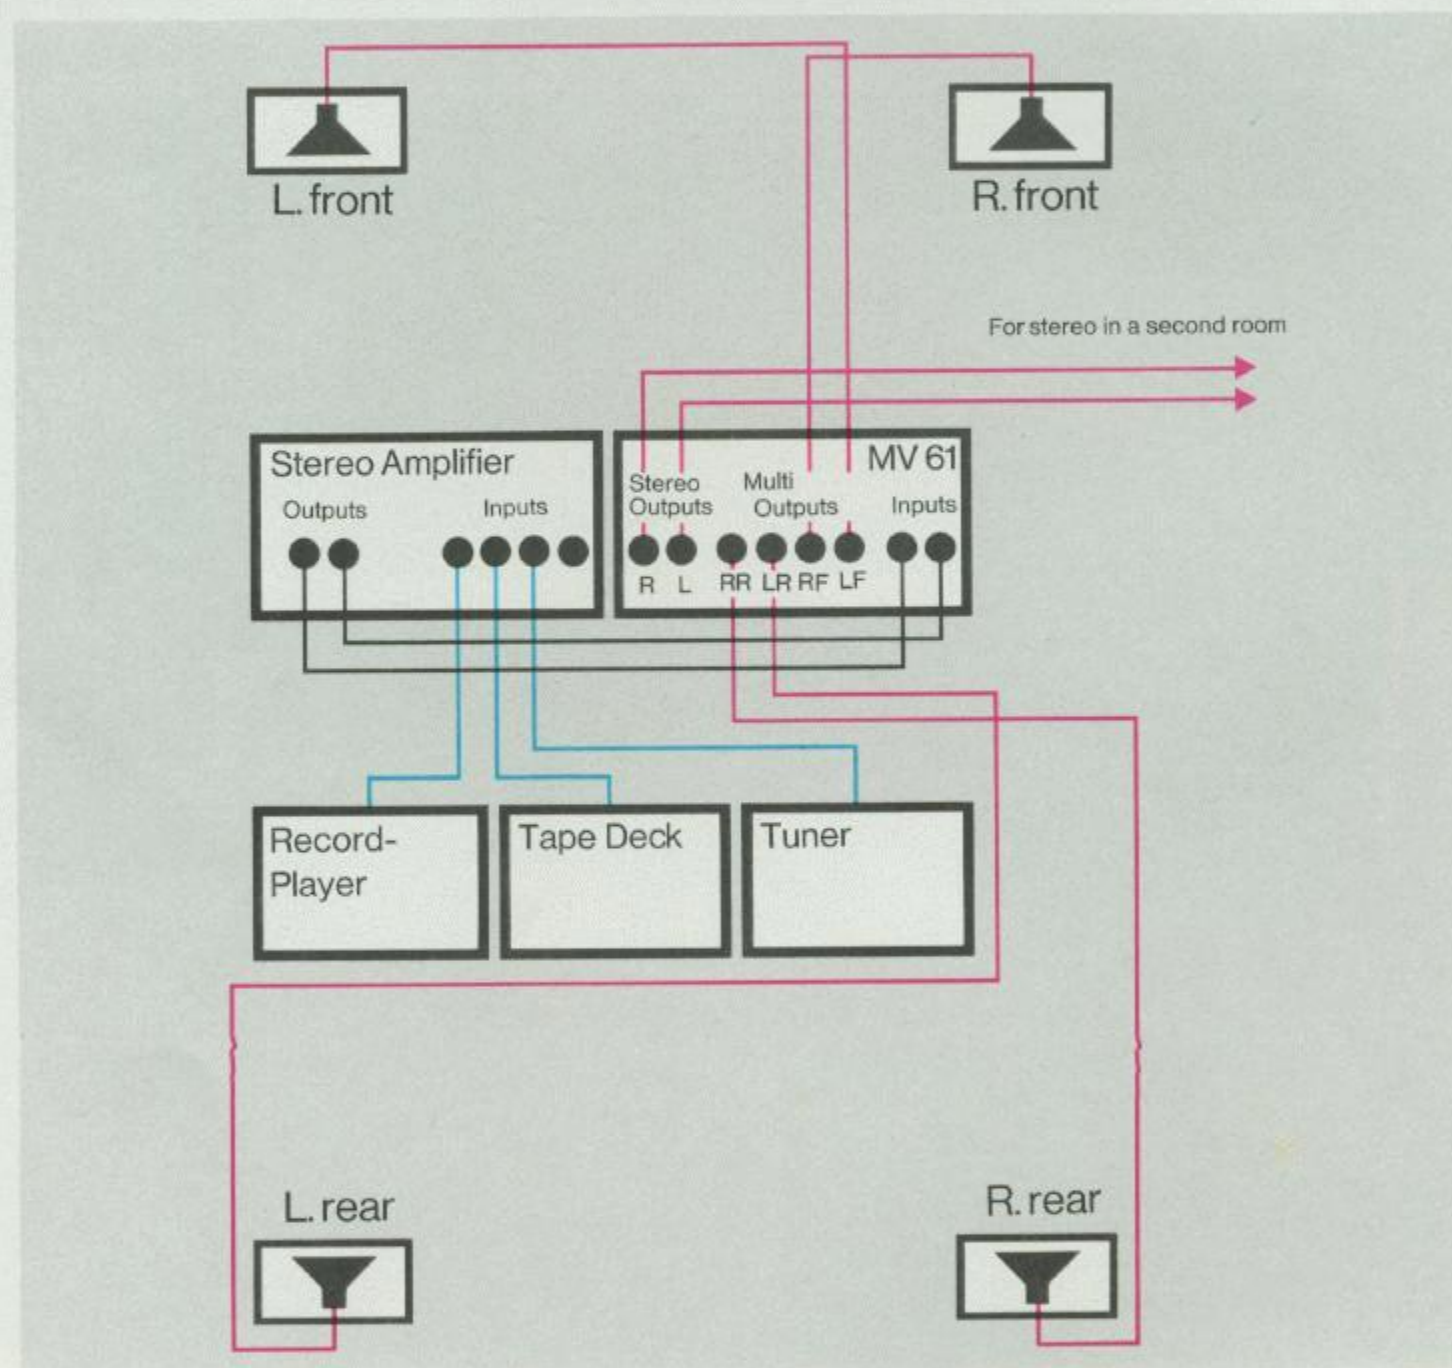 L. front
R. front
For stereo in a second room
Stereo Amplifier
MV 61
Outputs
Inputs
Stereo
Outputs
Multi
Outputs
Inputs
R
L
RR
LR
RF
LF
Record-
Player
Tape Deck
Tuner
L. rear
R. rear